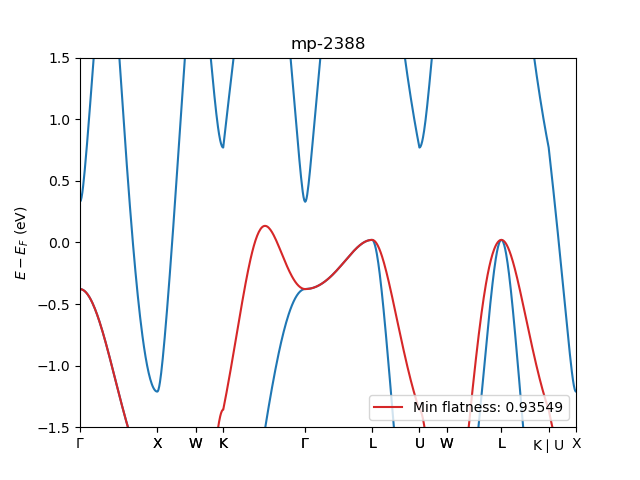 mp-2388
E − E_F (eV)
1.5
1.0
0.5
0.0
−0.5
−1.0
−1.5
Min flatness: 0.93549
Γ X W K Γ L U W L K | U X